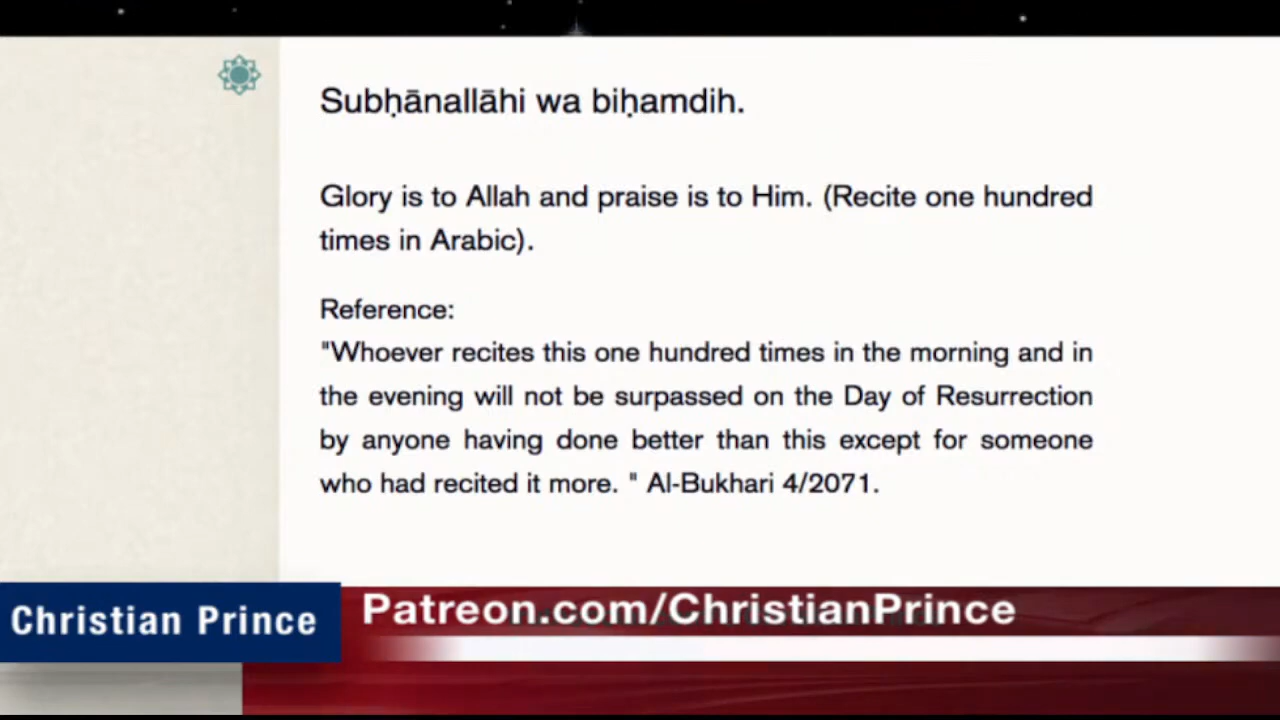 Subḥānallāhi wa biḥamdih.
Glory is to Allah and praise is to Him. (Recite one hundred
times in Arabic).
Reference:
"Whoever recites this one hundred times in the morning and in
the evening will not be surpassed on the Day of Resurrection
by anyone having done better than this except for someone
who had recited it more. " Al-Bukhari 4/2071.
Christian Prince
Patreon.com/ChristianPrince